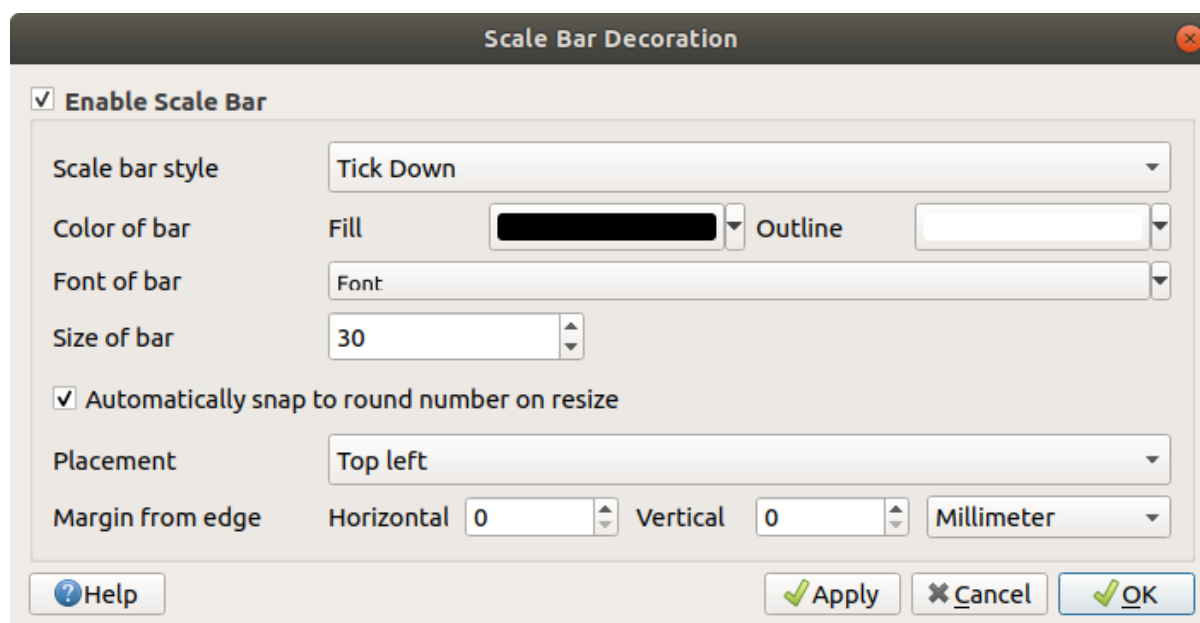 Scale Bar Decoration
Enable Scale Bar
Scale bar style Tick Down
Color of bar Fill Outline
Font of bar Font
Size of bar 30
Automatically snap to round number on resize
Placement Top left
Margin from edge Horizontal 0 Vertical 0 Millimeter
Help Apply Cancel OK